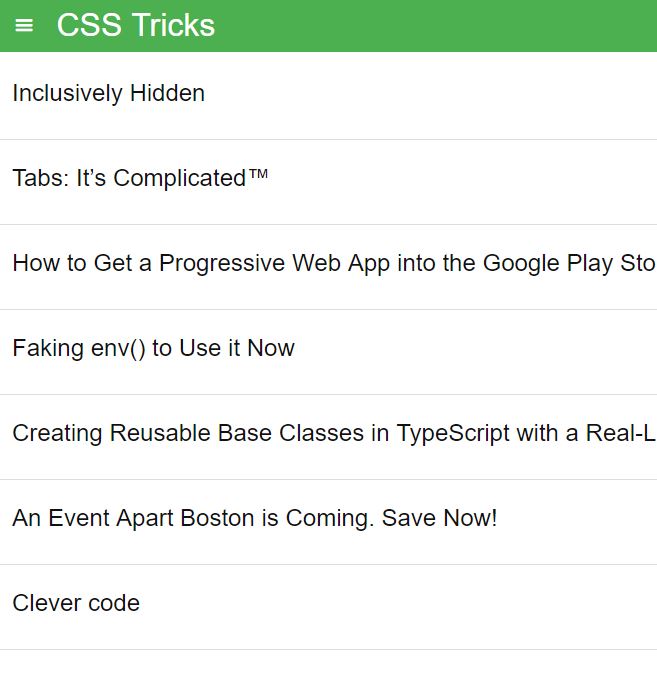 CSS Tricks
Inclusively Hidden
Tabs: It’s Complicated™
How to Get a Progressive Web App into the Google Play Sto
Faking env() to Use it Now
Creating Reusable Base Classes in TypeScript with a Real-L
An Event Apart Boston is Coming. Save Now!
Clever code